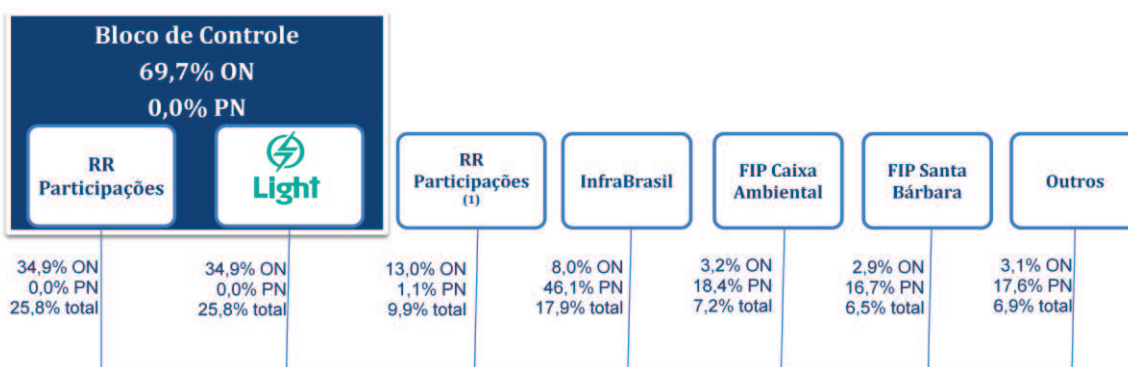 Bloco de Controle
69,7% ON
0,0% PN
RR
Participações
Light
RR
Participações
(1)
InfraBrasil
FIP Caixa
Ambiental
FIP Santa
Bárbara
Outros
34,9% ON
0,0% PN
25,8% total
34,9% ON
0,0% PN
25,8% total
13,0% ON
1,1% PN
9,9% total
8,0% ON
46,1% PN
17,9% total
3,2% ON
18,4% PN
7,2% total
2,9% ON
16,7% PN
6,5% total
3,1% ON
17,6% PN
6,9% total